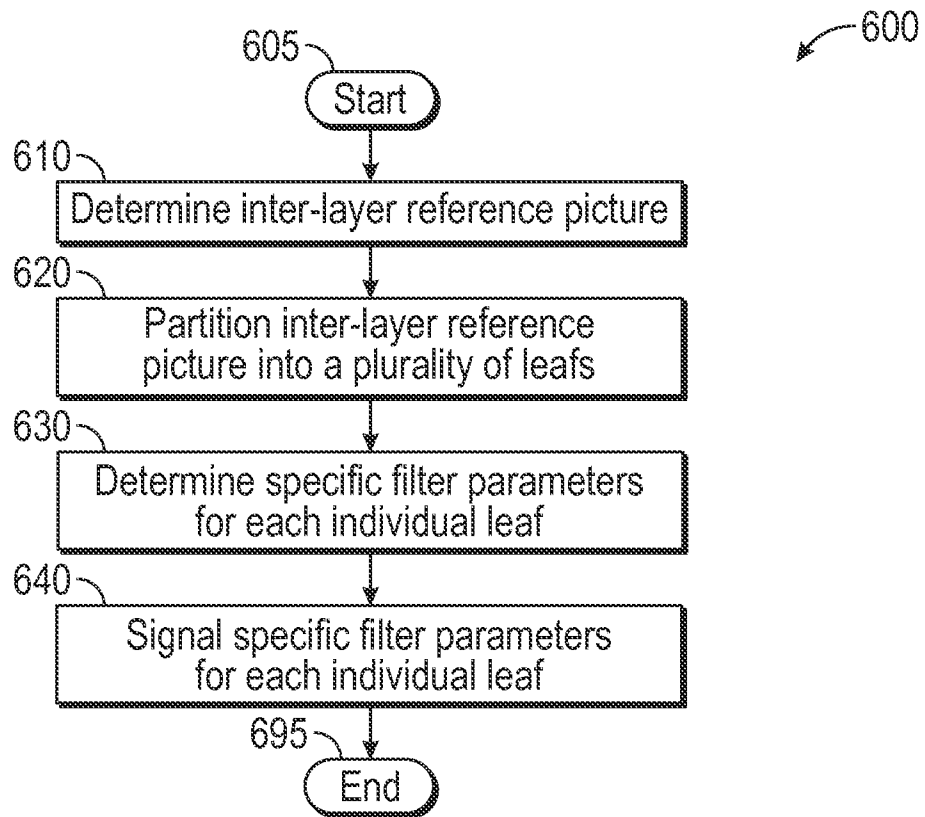 600
605
Start
610
Determine inter-layer reference picture
620
Partition inter-layer reference
picture into a plurality of leafs
630
Determine specific filter parameters
for each individual leaf
640
Signal specific filter parameters
for each individual leaf
695
End